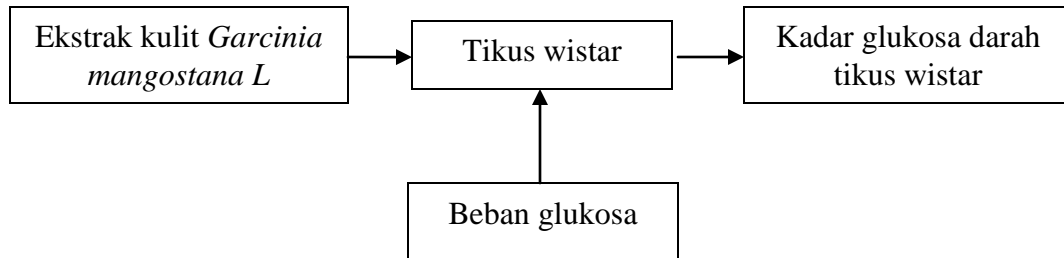 Ekstrak kulit Garcinia
mangostana L
Tikus wistar
Kadar glukosa darah
tikus wistar
Beban glukosa